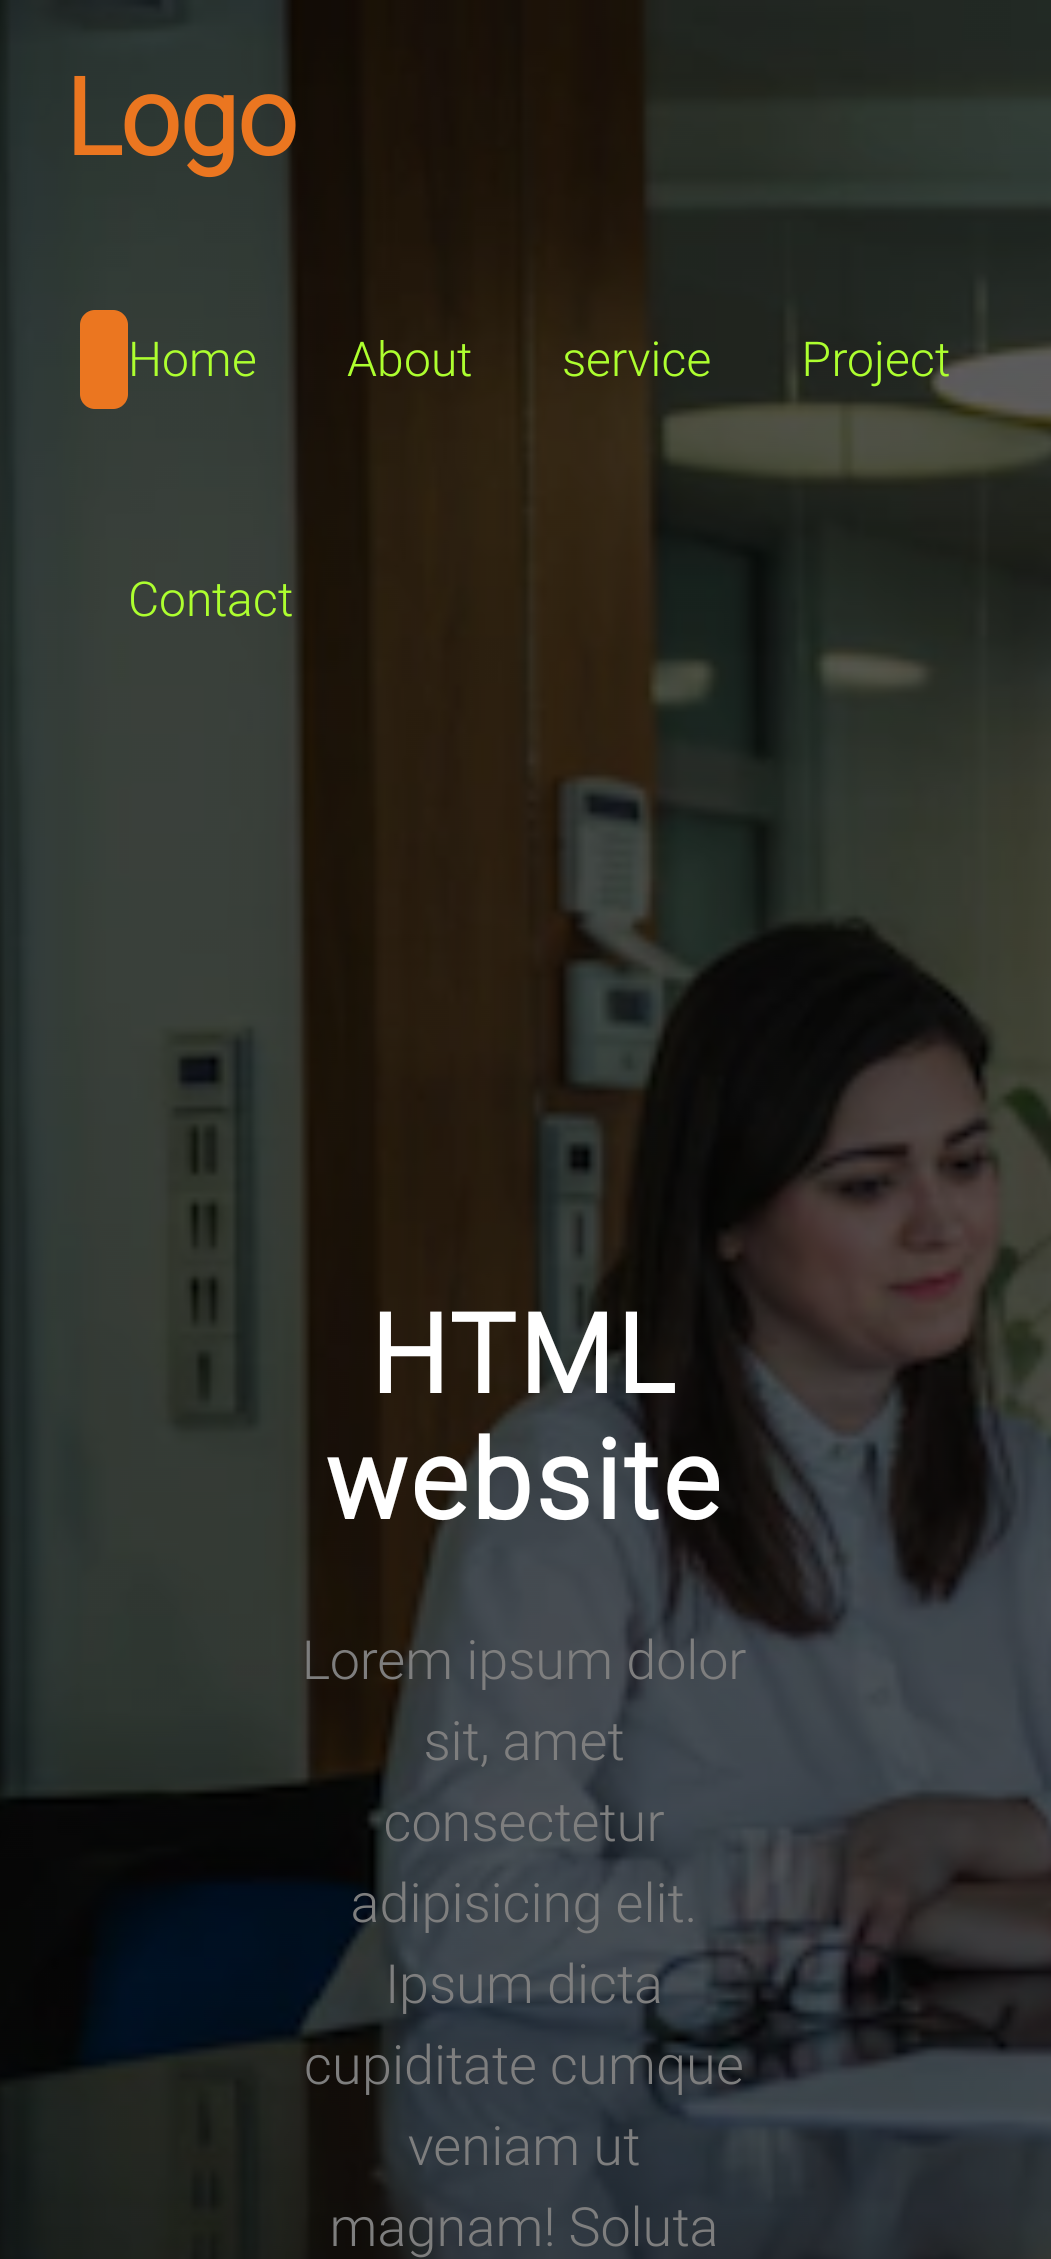 Logo
Home About service Project
Contact
HTML
website
Lorem ipsum dolor
sit, amet
consectetur
adipisicing elit.
Ipsum dicta
cupiditate cumque
veniam ut
magnam! Soluta